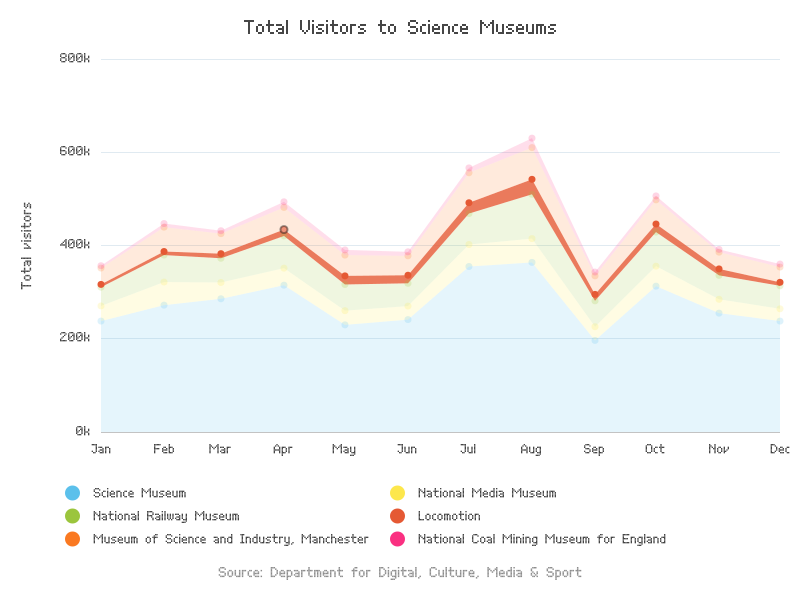 Total Visitors to Science Museums
Total visitors
800k
600k
400k
200k
0k
Jan Feb Mar Apr May Jun Jul Aug Sep Oct Nov Dec
Science Museum
National Media Museum
National Railway Museum
Locomotion
Museum of Science and Industry, Manchester
National Coal Mining Museum for England
Source: Department for Digital, Culture, Media & Sport